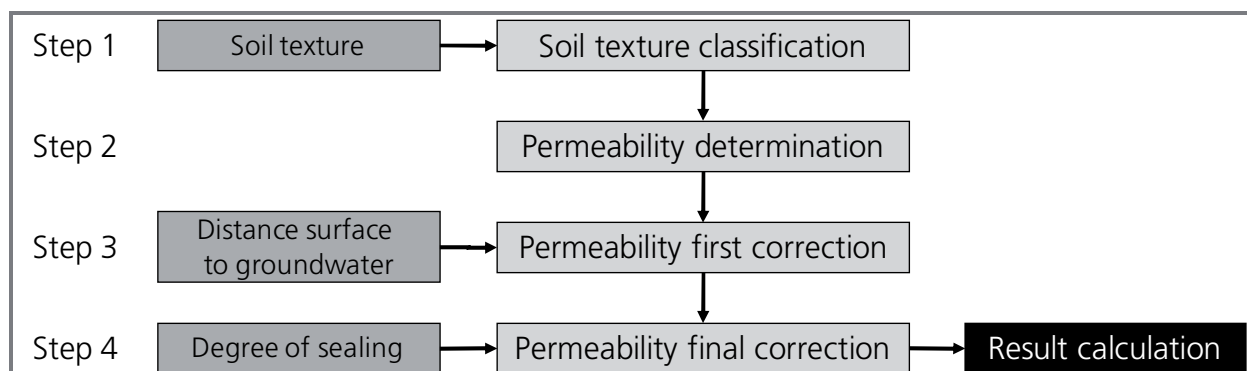 Step 1
Soil texture
Soil texture classification
Step 2
Permeability determination
Step 3
Distance surface
to groundwater
Permeability first correction
Step 4
Degree of sealing
Permeability final correction
Result calculation